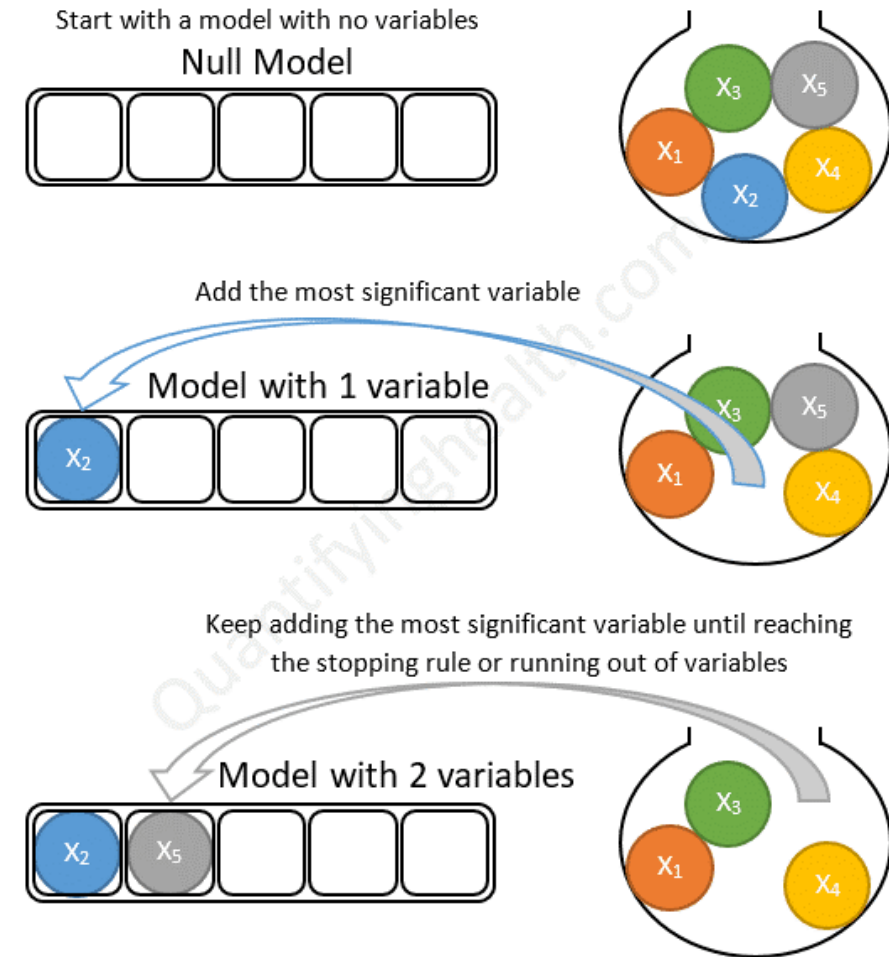 Start with a model with no variables
Null Model
X3
X5
X1
X4
X2
Add the most significant variable
Model with 1 variable
X3
X5
X2
X1
X4
Keep adding the most significant variable until reaching
the stopping rule or running out of variables
Model with 2 variables
X3
X2
X5
X1
X4
Quantifyinghealth.com